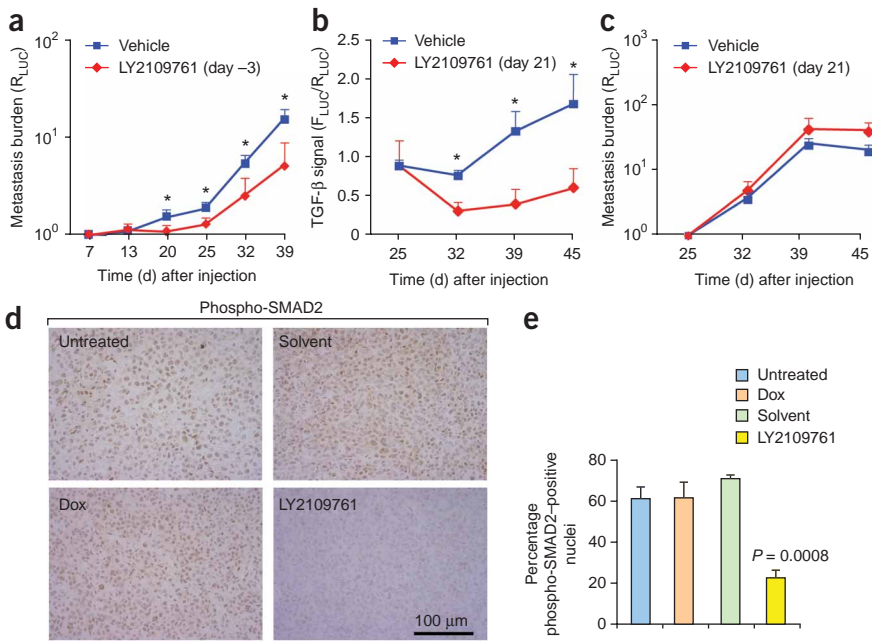 a
Metastasis burden (R_LUC)
10²
10¹
10⁰
Vehicle
LY2109761 (day –3)
*
*
*
*
7 13 20 25 32 39
Time (d) after injection
b
TGF-β signal (F_LUC/R_LUC)
2.5
2.0
1.5
1.0
0.5
0
Vehicle
LY2109761 (day 21)
*
*
*
25 32 39 45
Time (d) after injection
c
Metastasis burden (R_LUC)
10³
10²
10¹
10⁰
Vehicle
LY2109761 (day 21)
25 32 39 45
Time (d) after injection
d
Phospho-SMAD2
Untreated
Solvent
Dox
LY2109761
100 μm
e
Untreated
Dox
Solvent
LY2109761
Percentage
phospho-SMAD2–positive
nuclei
80
60
40
20
0
P = 0.0008